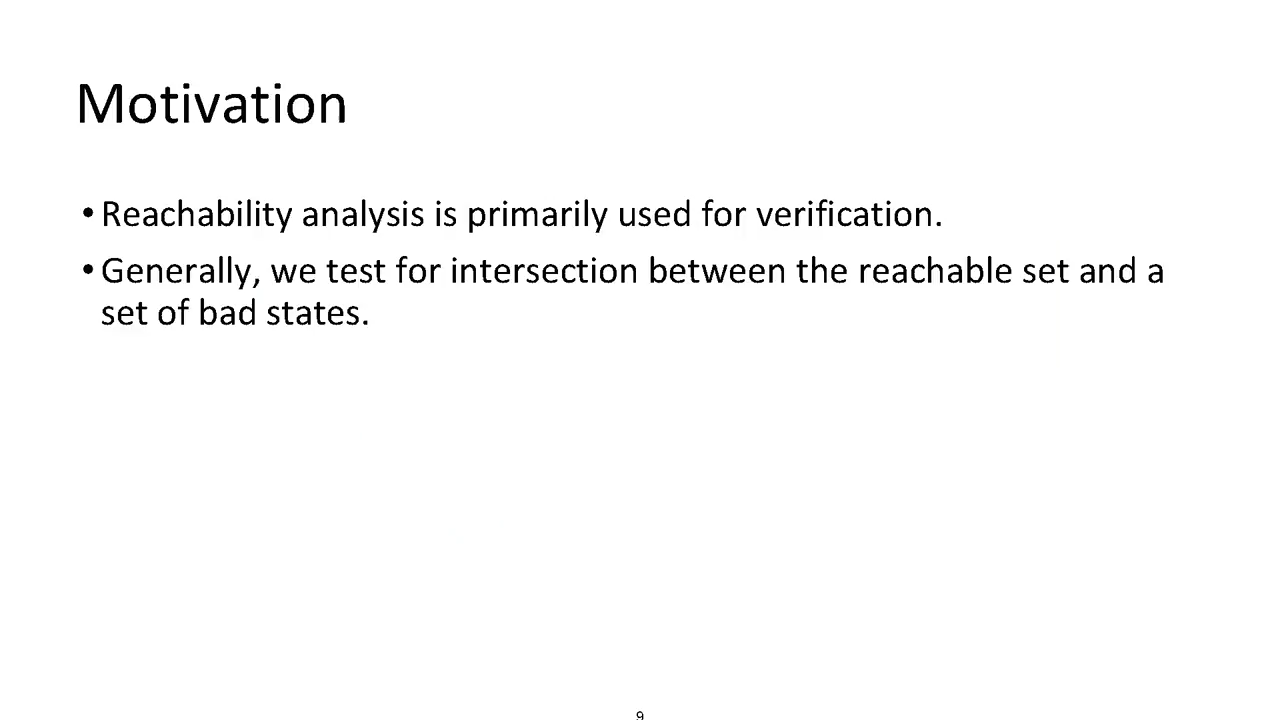 Motivation
•Reachability analysis is primarily used for verification.
•Generally, we test for intersection between the reachable set and a
set of bad states.
9